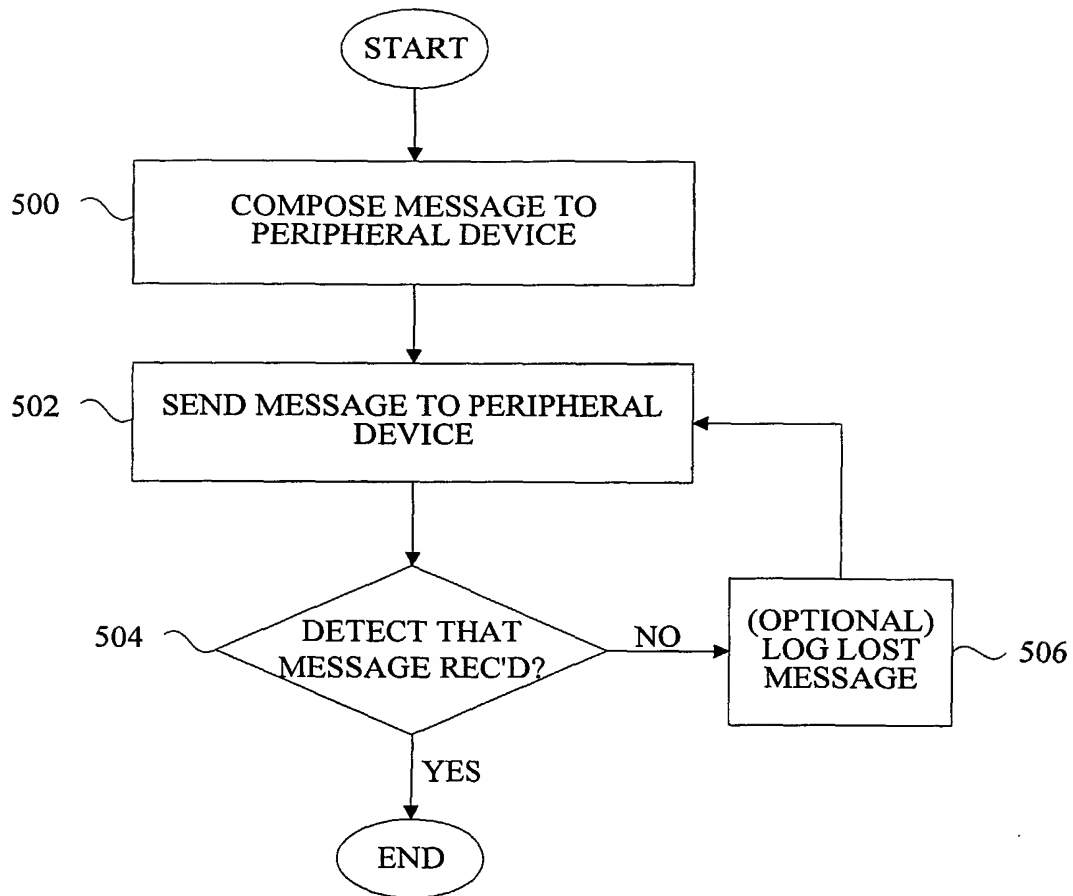 START
500
COMPOSE MESSAGE TO
PERIPHERAL DEVICE
502
SEND MESSAGE TO PERIPHERAL
DEVICE
504
DETECT THAT
MESSAGE REC'D?
NO
(OPTIONAL)
LOG LOST
MESSAGE
506
YES
END